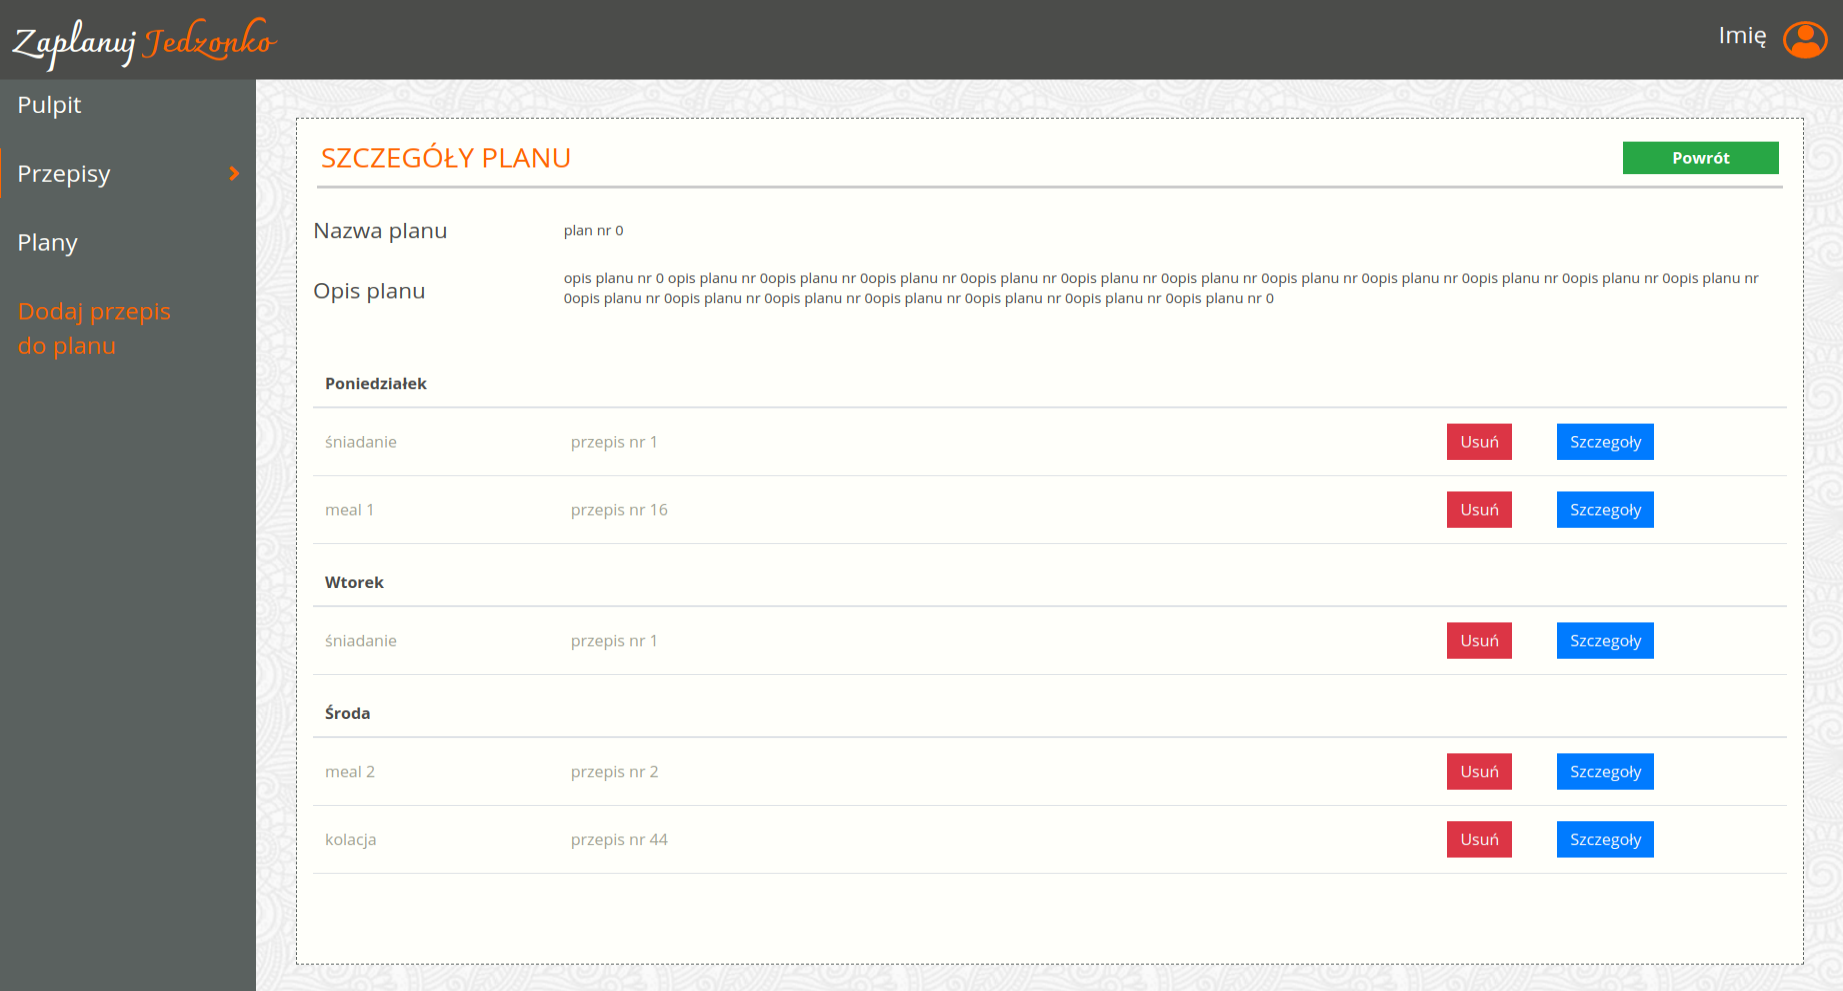 Zaplanuj Jedzonko
Imię
Pulpit
Przepisy
Plany
Dodaj przepis
do planu
SZCZEGÓŁY PLANU
Powrót
Nazwa planu
plan nr 0
Opis planu
opis planu nr 0 opis planu nr 0opis planu nr 0opis planu nr 0opis planu nr 0opis planu nr 0opis planu nr 0opis planu nr 0opis planu nr 0opis planu nr 0opis planu nr 0opis planu nr
0opis planu nr 0opis planu nr 0opis planu nr 0opis planu nr 0opis planu nr 0opis planu nr 0opis planu nr 0
Poniedziałek
śniadanie przepis nr 1 Usuń Szczegoły
meal 1 przepis nr 16 Usuń Szczegoły
Wtorek
śniadanie przepis nr 1 Usuń Szczegoły
Środa
meal 2 przepis nr 2 Usuń Szczegoły
kolacja przepis nr 44 Usuń Szczegoły